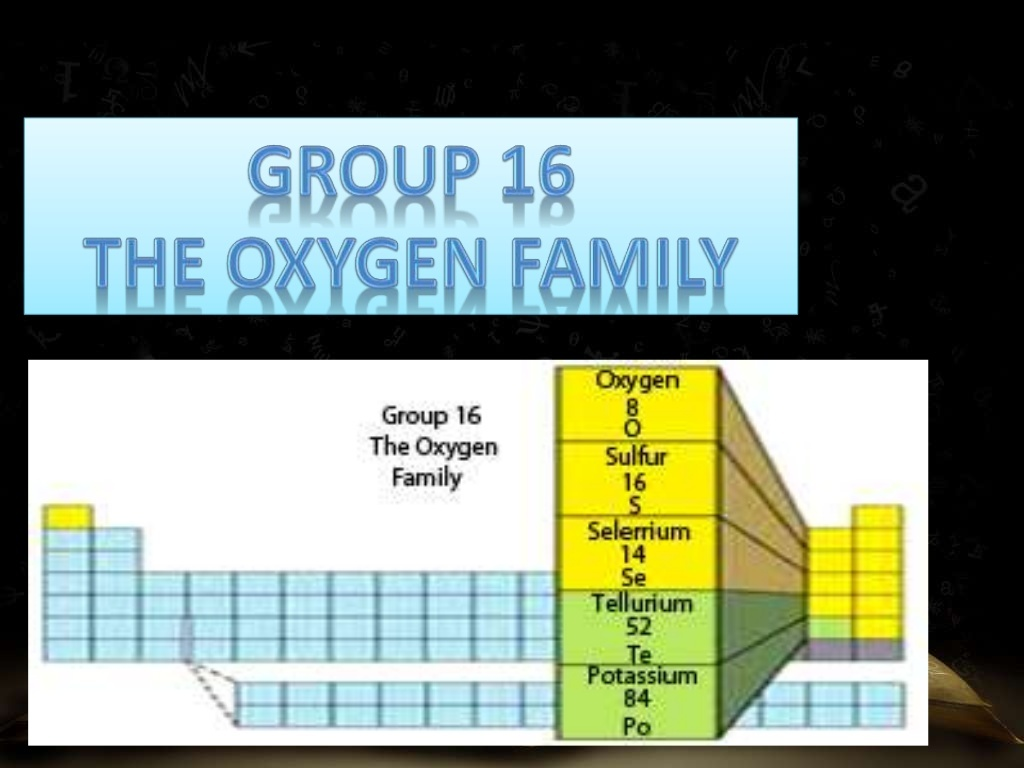 GROUP 16
THE OXYGEN FAMILY
Group 16
The Oxygen
Family
Oxygen
8
O
Sulfur
16
S
Selerrium
14
Se
Tellurium
52
Te
Potassium
84
Po